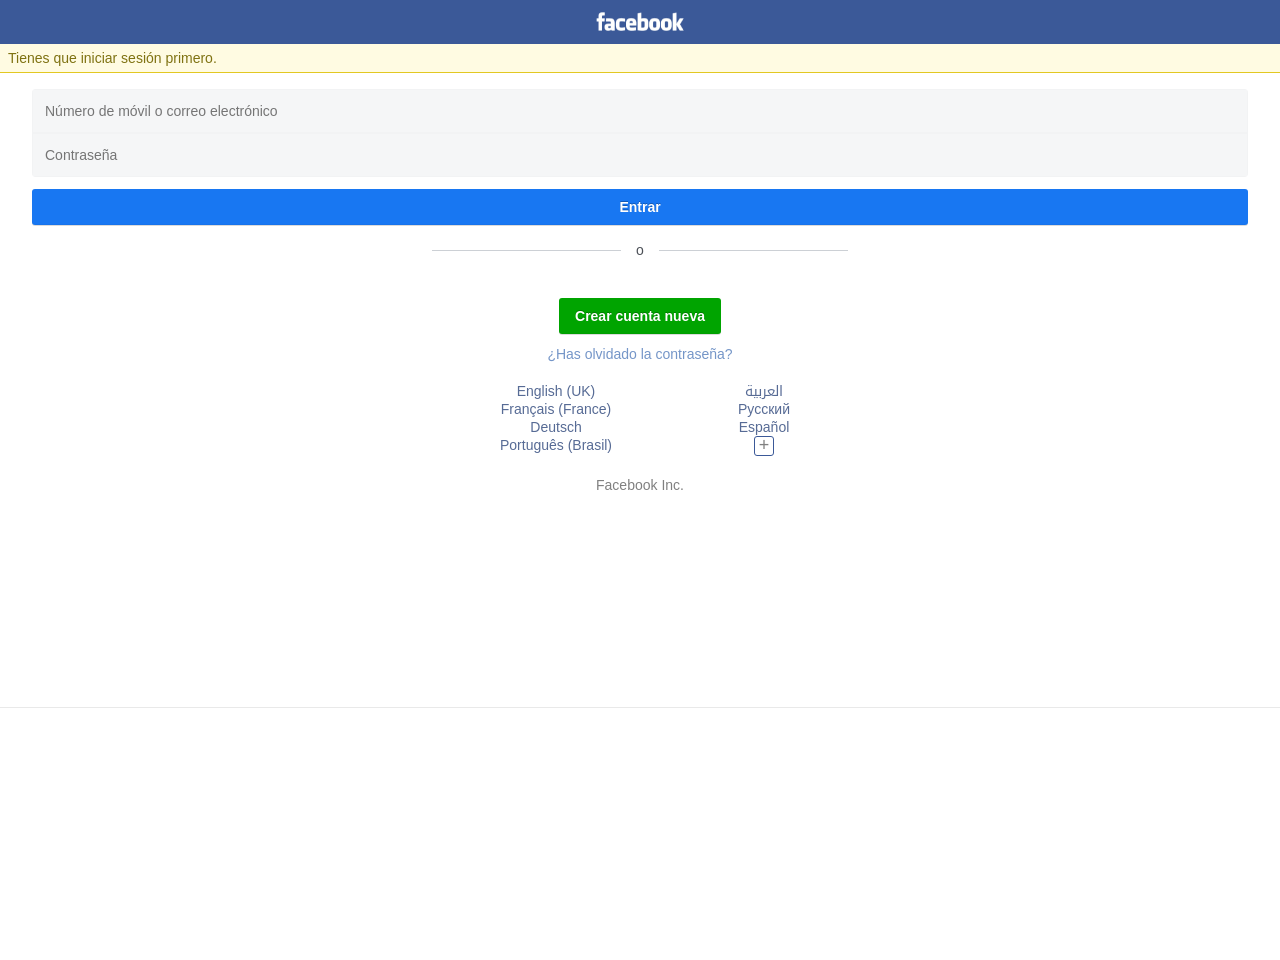 facebook
Tienes que iniciar sesión primero.
Número de móvil o correo electrónico
Contraseña
Entrar
o
Crear cuenta nueva
¿Has olvidado la contraseña?
English (UK)
العربية
Français (France)
Русский
Deutsch
Español
Português (Brasil)
+
Facebook Inc.